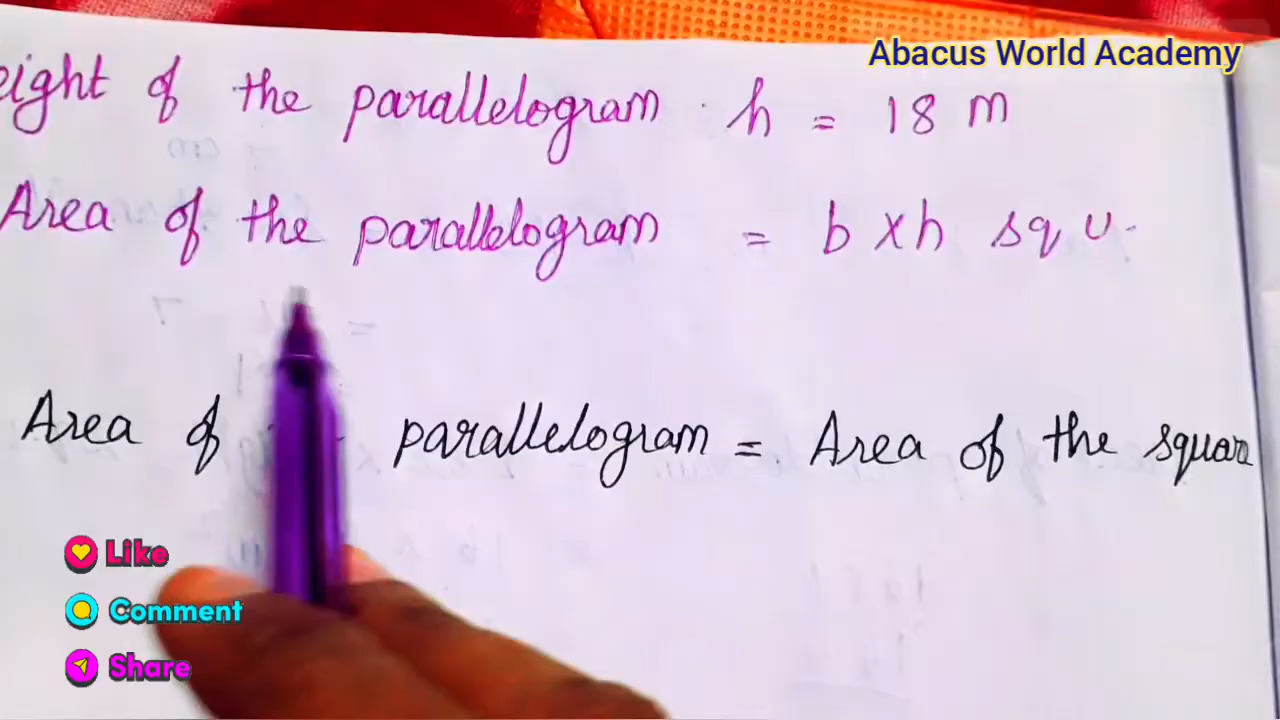 Abacus World Academy
eight of the parallelogram h = 18 m
Area of the parallelogram = b x h squ.
Area of parallelogram = Area of the squar
Like
Comment
Share